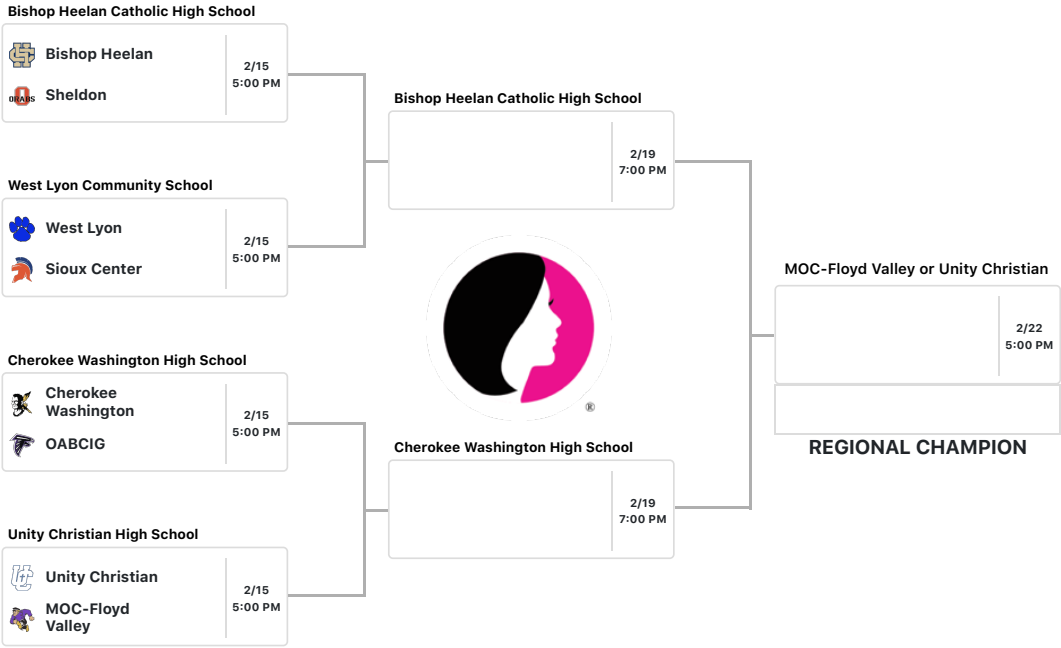 Bishop Heelan Catholic High School
Bishop Heelan
Sheldon
2/15
5:00 PM
ORABS
West Lyon Community School
West Lyon
Sioux Center
2/15
5:00 PM
Cherokee Washington High School
Cherokee
Washington
OABCIG
2/15
5:00 PM
Unity Christian High School
Unity Christian
MOC-Floyd
Valley
2/15
5:00 PM
Bishop Heelan Catholic High School
2/19
7:00 PM
®
Cherokee Washington High School
2/19
7:00 PM
MOC-Floyd Valley or Unity Christian
2/22
5:00 PM
REGIONAL CHAMPION